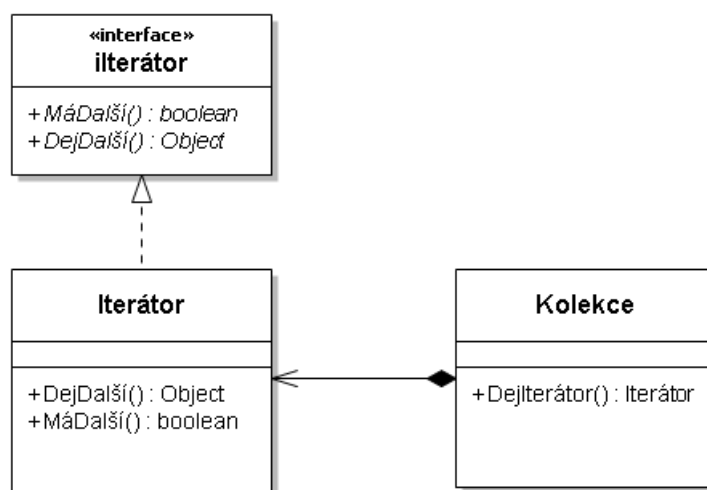 «interface»
iIterátor
+ MáDalší() : boolean
+ DejDalší() : Object
Iterátor
+ DejDalší() : Object
+ MáDalší() : boolean
Kolekce
+ DejIterátor() : Iterátor